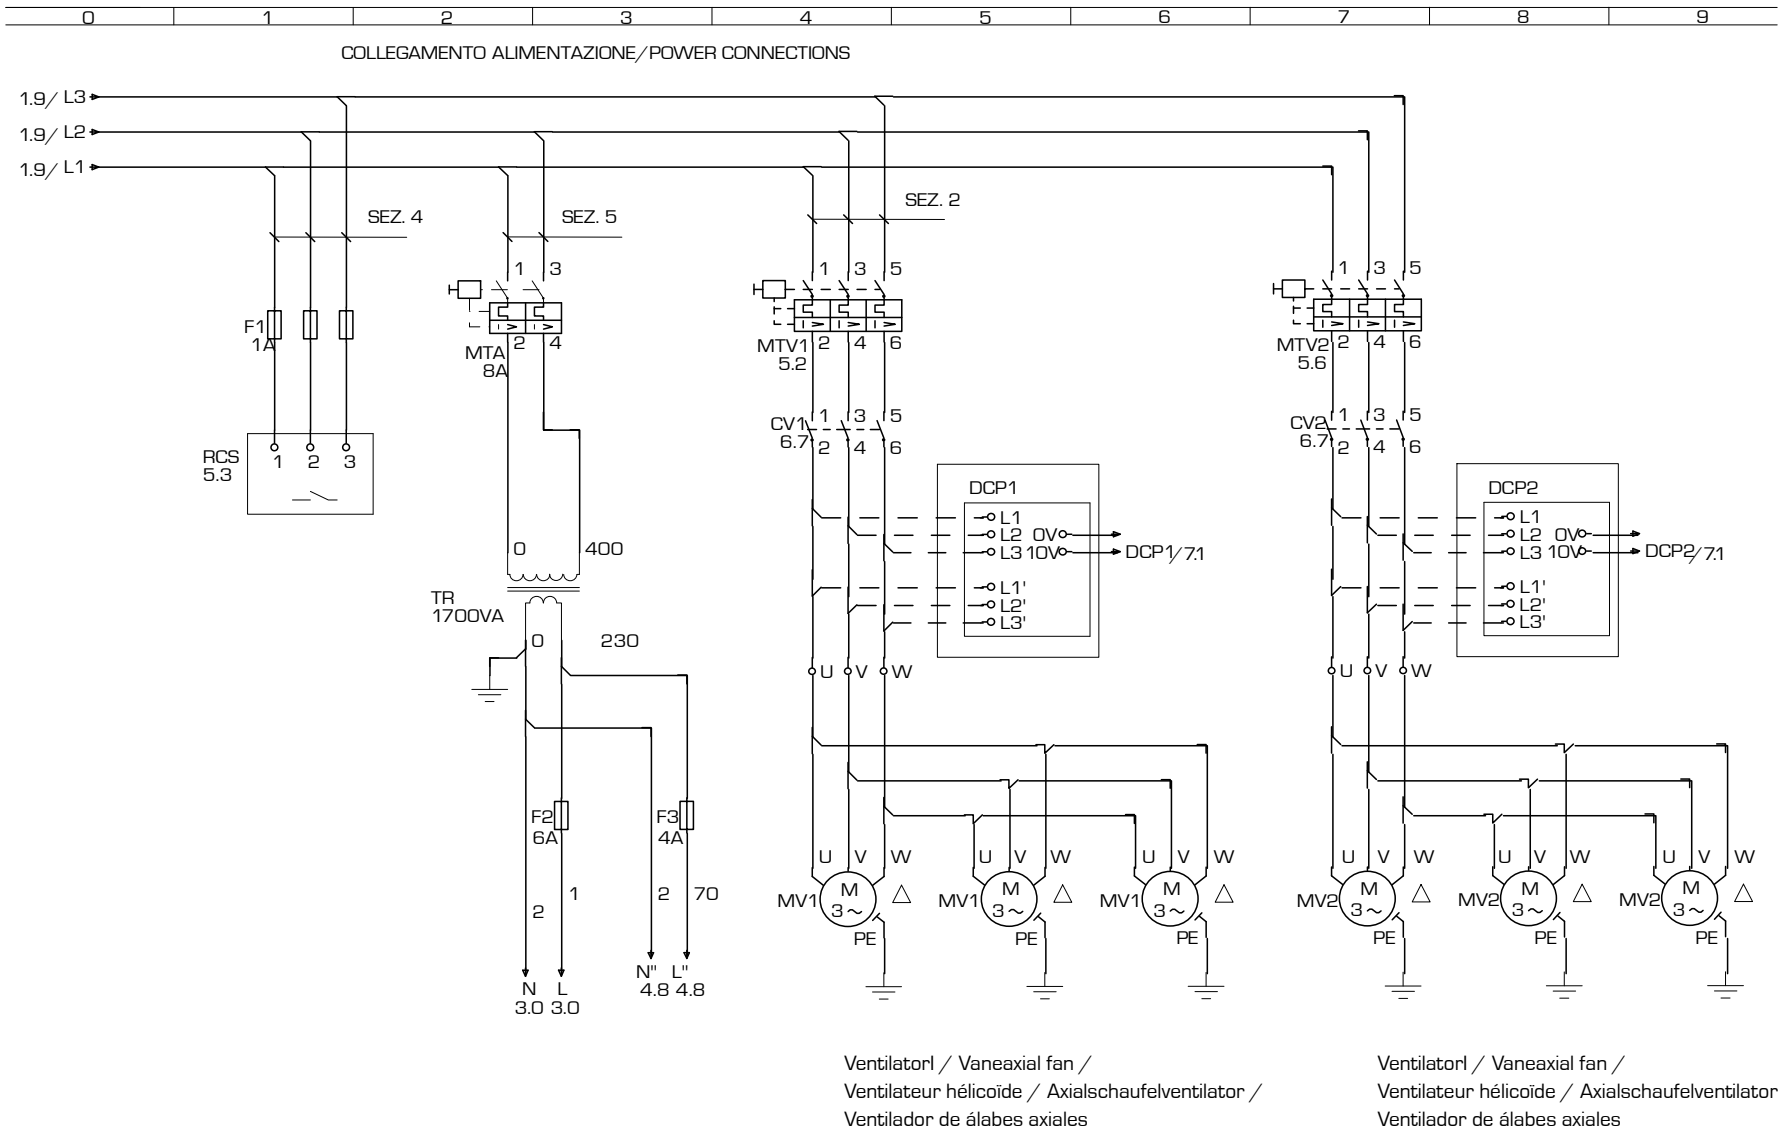 0 1 2 3 4 5 6 7 8 9
COLLEGAMENTO ALIMENTAZIONE/POWER CONNECTIONS
1.9/ L3
1.9/ L2
1.9/ L1
SEZ. 4 SEZ. 5 SEZ. 2
1 3 1 3 5 1 3 5
F1
1A
MTA 2 4
8A
MTV1 2 4 6
5.2
MTV2 2 4 6
5.6
CV1 1 3 5
6.7 2 4 6
CV2 1 3 5
6.7 2 4 6
RCS
5.3
1 2 3
DCP1
L1
L2 0V
L3 10V DCP1/7.1
L1'
L2'
L3'
DCP2
L1
L2 0V
L3 10V DCP2/7.1
L1'
L2'
L3'
0 400
TR
1700VA
0 230
U V W U V W
F2
6A
F3
4A
U V W U V W U V W U V W U V W U V W
M M M M M M
MV1 MV1 MV1 MV2 MV2 MV2
3~ 3~ 3~ 3~ 3~ 3~
2 1 2 70
PE PE PE PE PE PE
N L
3.0 3.0
N" L"
4.8 4.8
VentilatorI / Vaneaxial fan /
Ventilateur hélicoïde / Axialschaufelventilator /
Ventilador de álabes axiales
VentilatorI / Vaneaxial fan /
Ventilateur hélicoïde / Axialschaufelventilator
Ventilador de álabes axiales